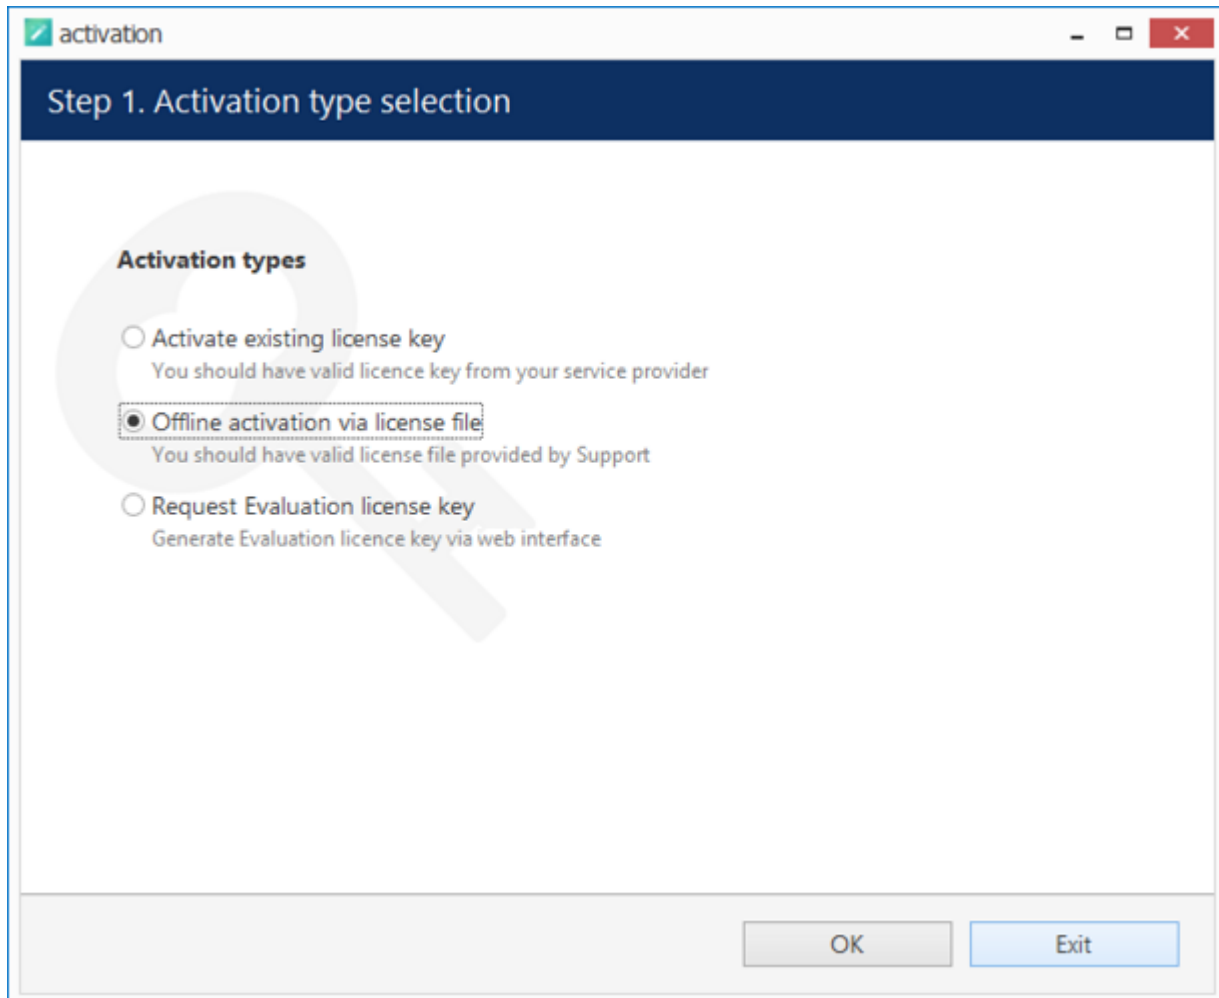 activation
Step 1. Activation type selection
Activation types
Activate existing license key
You should have valid licence key from your service provider
Offline activation via license file
You should have valid license file provided by Support
Request Evaluation license key
Generate Evaluation licence key via web interface
OK
Exit